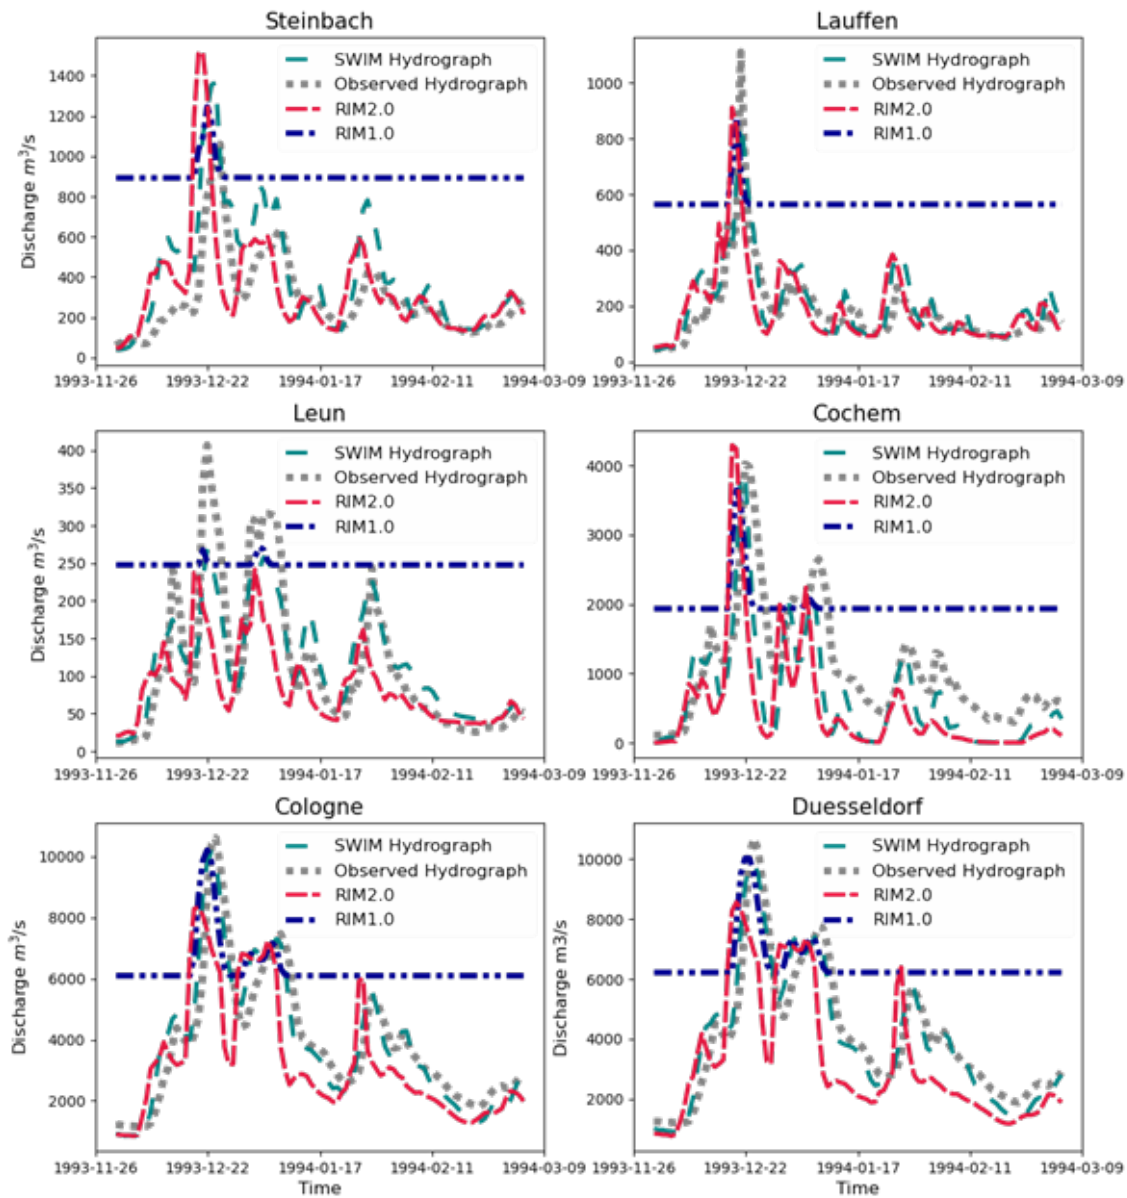 Steinbach
Discharge m³/s
1400
1200
1000
800
600
400
200
0
SWIM Hydrograph
Observed Hydrograph
RIM2.0
RIM1.0
1993-11-26 1993-12-22 1994-01-17 1994-02-11 1994-03-09
Lauffen
1000
800
600
400
200
0
SWIM Hydrograph
Observed Hydrograph
RIM2.0
RIM1.0
1993-11-26 1993-12-22 1994-01-17 1994-02-11 1994-03-09
Leun
Discharge m³/s
400
350
300
250
200
150
100
50
0
SWIM Hydrograph
Observed Hydrograph
RIM2.0
RIM1.0
1993-11-26 1993-12-22 1994-01-17 1994-02-11 1994-03-09
Cochem
4000
3000
2000
1000
0
SWIM Hydrograph
Observed Hydrograph
RIM2.0
RIM1.0
1993-11-26 1993-12-22 1994-01-17 1994-02-11 1994-03-09
Cologne
Discharge m³/s
10000
8000
6000
4000
2000
SWIM Hydrograph
Observed Hydrograph
RIM2.0
RIM1.0
1993-11-26 1993-12-22 1994-01-17 1994-02-11 1994-03-09
Time
Duesseldorf
Discharge m3/s
10000
8000
6000
4000
2000
SWIM Hydrograph
Observed Hydrograph
RIM2.0
RIM1.0
1993-11-26 1993-12-22 1994-01-17 1994-02-11 1994-03-09
Time